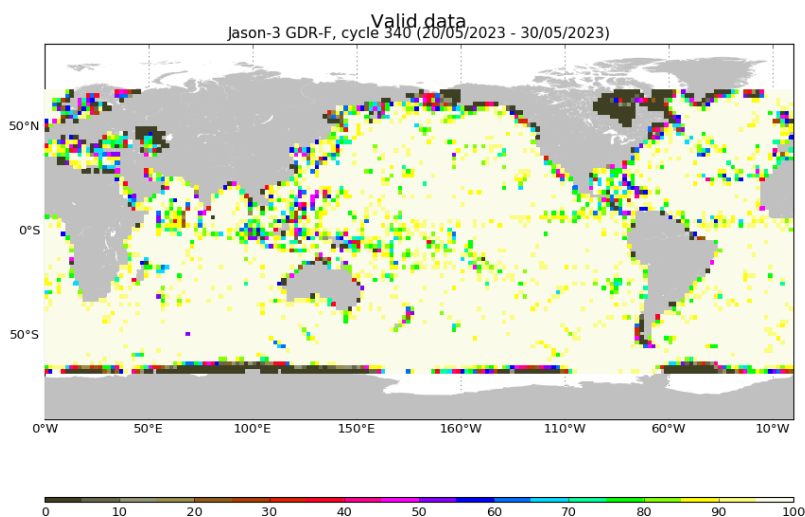 Valid data
Jason-3 GDR-F, cycle 340 (20/05/2023 - 30/05/2023)
50°N
0°S
50°S
0°W 50°E 100°E 150°E 160°W 110°W 60°W 10°W
0 10 20 30 40 50 60 70 80 90 100